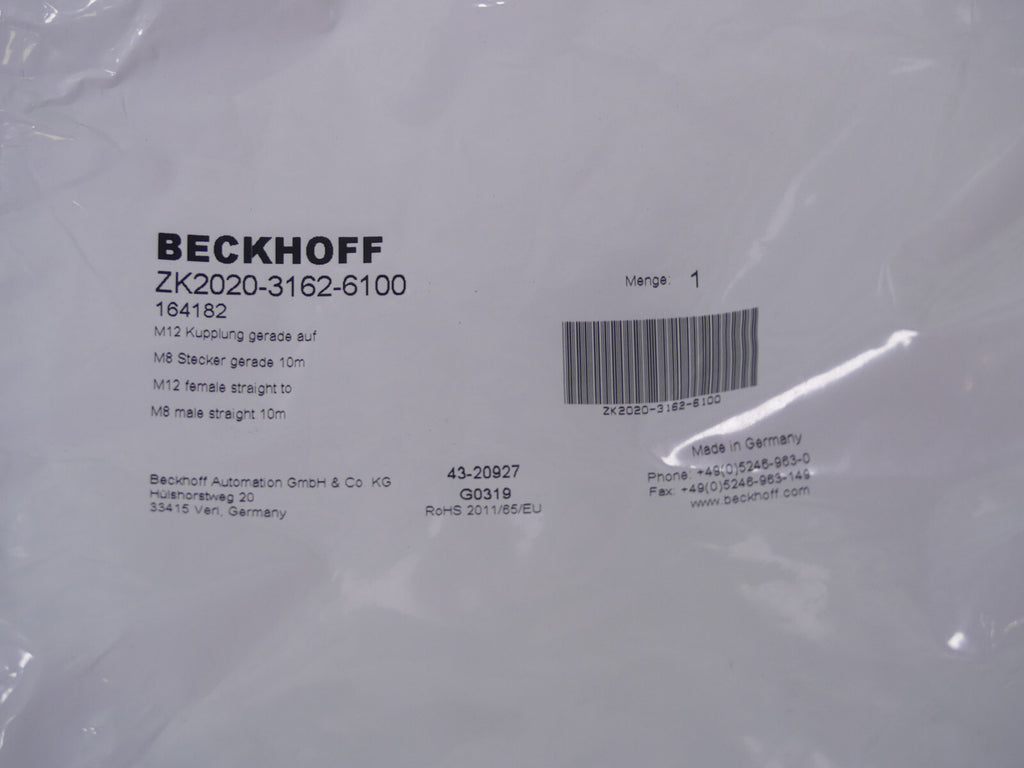 BECKHOFF
ZK2020-3162-6100
164182
M12 Kupplung gerade auf
M8 Stecker gerade 10m
M12 female straight to
M8 male straight 10m
Menge: 1
ZK2020-3162-6100
Beckhoff Automation GmbH & Co. KG
Hülshorstweg 20
33415 Verl, Germany
43-20927
G0319
RoHS 2011/65/EU
Made in Germany
Phone: +49(0)5246-963-0
Fax: +49(0)5246-963-149
www.beckhoff.com